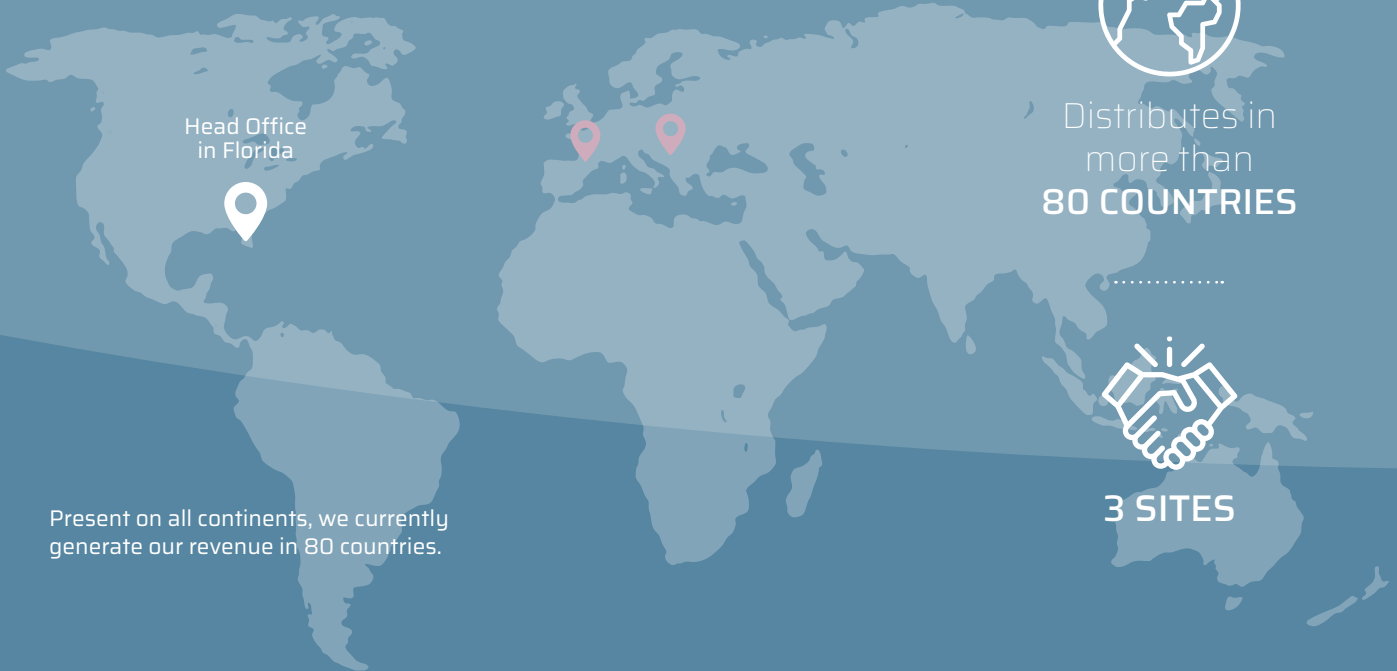 Head Office
in Florida
Distributes in
more than
80 COUNTRIES
3 SITES
Present on all continents, we currently
generate our revenue in 80 countries.